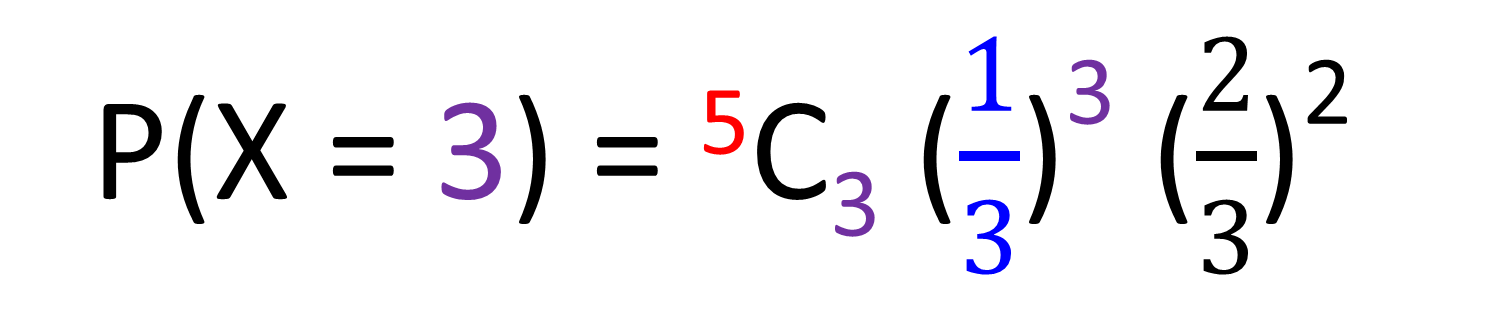 P(X = 3) = ⁵C₃ (1/3)³ (2/3)²